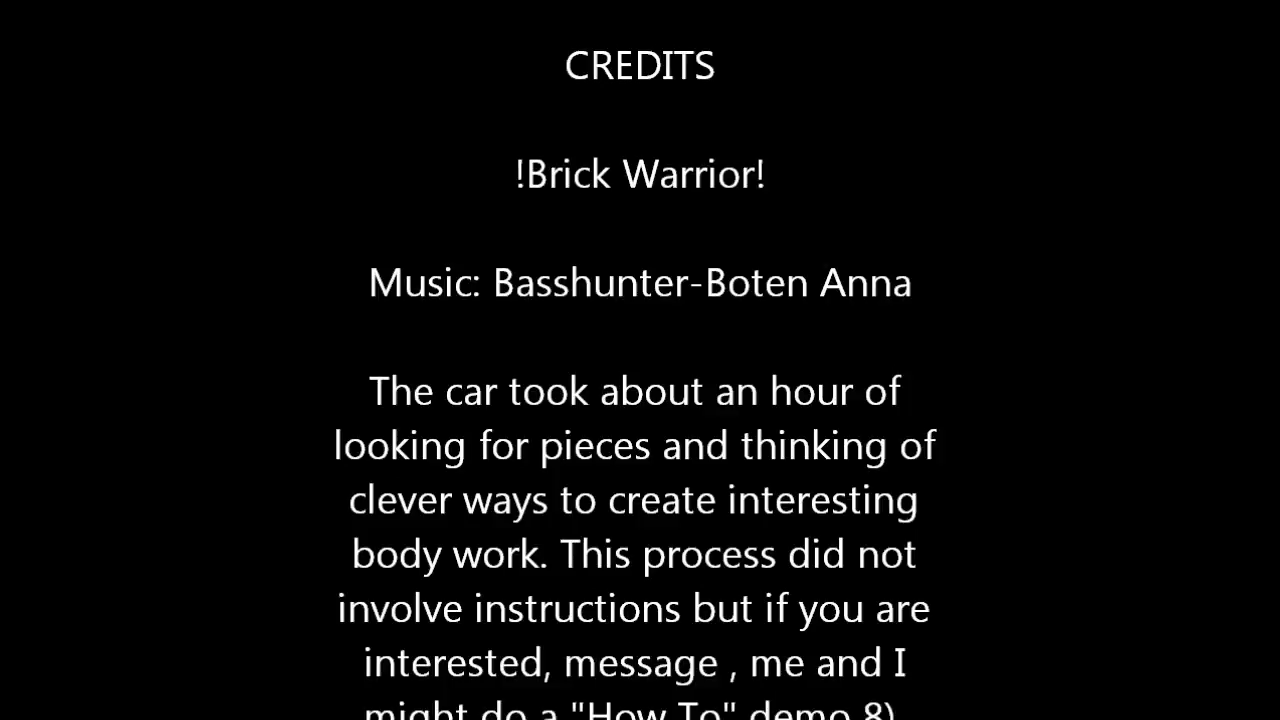 CREDITS
!Brick Warrior!
Music: Basshunter-Boten Anna
The car took about an hour of
looking for pieces and thinking of
clever ways to create interesting
body work. This process did not
involve instructions but if you are
interested, message , me and I
might do a "How To" demo 8)